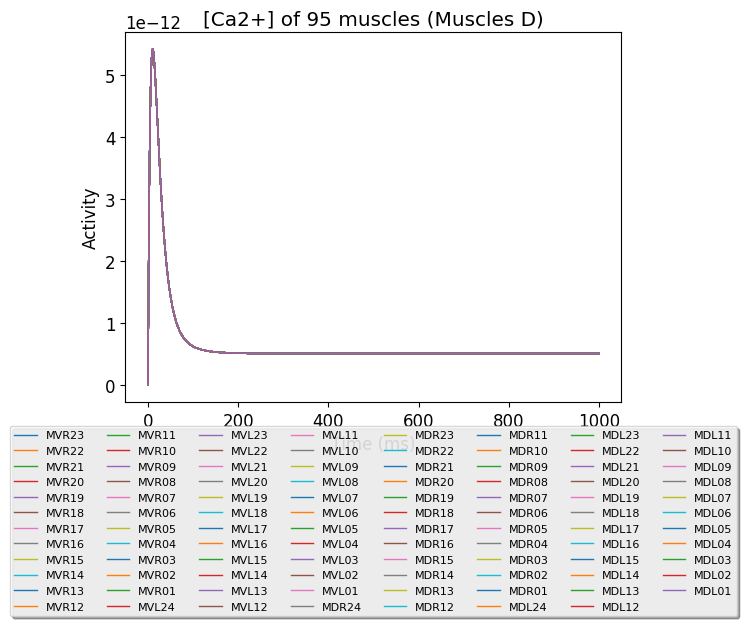 [Ca2+] of 95 muscles (Muscles D)
1e−12
5
4
3
2
1
0
Activity
0 200 400 600 800 1000
Time (ms)
MVR23 MVR11 MVL23 MVL11 MDR23 MDR11 MDL23 MDL11
MVR22 MVR10 MVL22 MVL10 MDR22 MDR10 MDL22 MDL10
MVR21 MVR09 MVL21 MVL09 MDR21 MDR09 MDL21 MDL09
MVR20 MVR08 MVL20 MVL08 MDR20 MDR08 MDL20 MDL08
MVR19 MVR07 MVL19 MVL07 MDR19 MDR07 MDL19 MDL07
MVR18 MVR06 MVL18 MVL06 MDR18 MDR06 MDL18 MDL06
MVR17 MVR05 MVL17 MVL05 MDR17 MDR05 MDL17 MDL05
MVR16 MVR04 MVL16 MVL04 MDR16 MDR04 MDL16 MDL04
MVR15 MVR03 MVL15 MVL03 MDR15 MDR03 MDL15 MDL03
MVR14 MVR02 MVL14 MVL02 MDR14 MDR02 MDL14 MDL02
MVR13 MVR01 MVL13 MVL01 MDR13 MDR01 MDL13 MDL01
MVR12 MVL24 MVL12 MDR24 MDR12 MDL24 MDL12